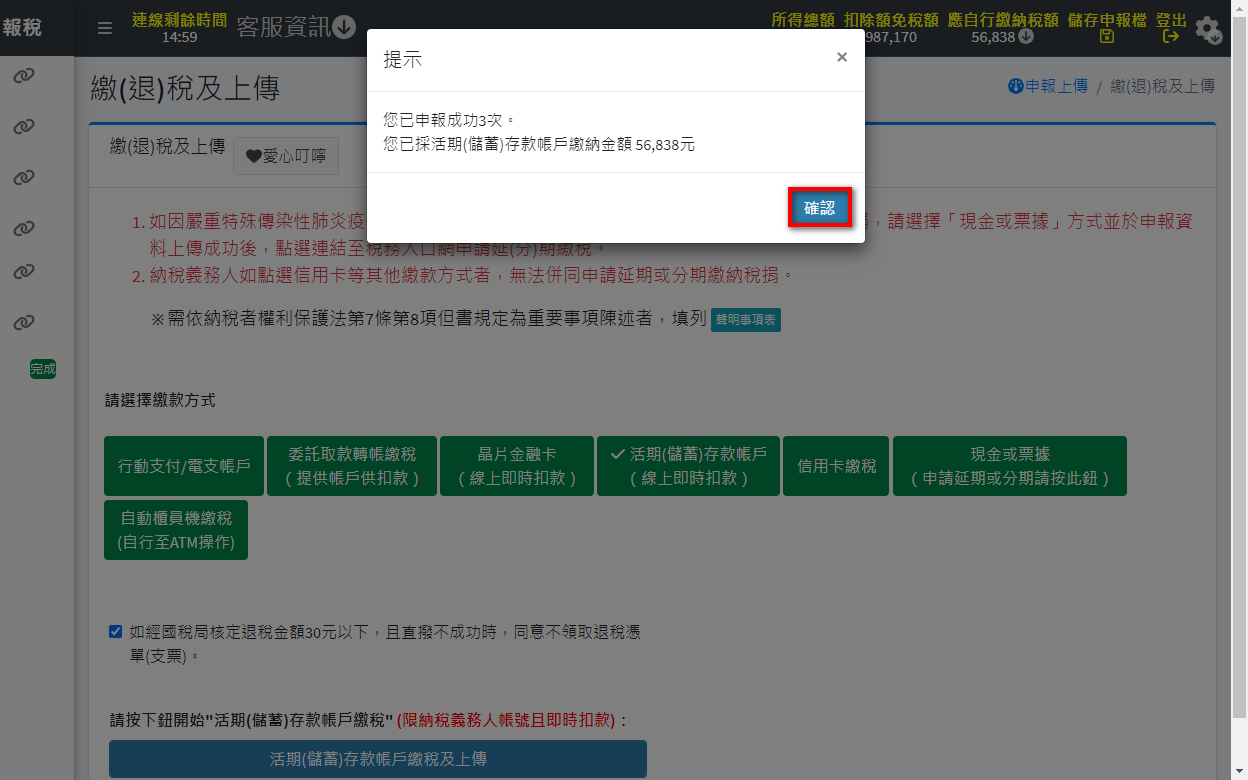 報稅
連線剩餘時間
14:59
客服資訊
所得總額 扣除額免稅額 應自行繳納稅額 儲存申報檔 登出
987,170 56,838
提示
×
您已申報成功3次。
您已採活期(儲蓄)存款帳戶繳納金額 56,838元
確認
繳(退)稅及上傳
申報上傳 / 繳(退)稅及上傳
繳(退)稅及上傳
愛心叮嚀
1. 如因嚴重特殊傳染性肺炎疫
,請選擇「現金或票據」方式並於申報資
料上傳成功後,點選連結至稅務入口網申請延(分)期繳稅。
2. 納稅義務人如點選信用卡等其他繳款方式者,無法併同申請延期或分期繳納稅捐。
※需依納稅者權利保護法第7條第8項但書規定為重要事項陳述者,填列 聲明事項表
完成
請選擇繳款方式
行動支付/電支帳戶
委託取款轉帳繳稅
(提供帳戶供扣款)
晶片金融卡
(線上即時扣款)
活期(儲蓄)存款帳戶
(線上即時扣款)
信用卡繳稅
現金或票據
(申請延期或分期請按此鈕)
自動櫃員機繳稅
(自行至ATM操作)
如經國稅局核定退稅金額30元以下,且直撥不成功時,同意不領取退稅憑
單(支票)。
請按下鈕開始"活期(儲蓄)存款帳戶繳稅" (限納稅義務人帳號且即時扣款):
活期(儲蓄)存款帳戶繳稅及上傳